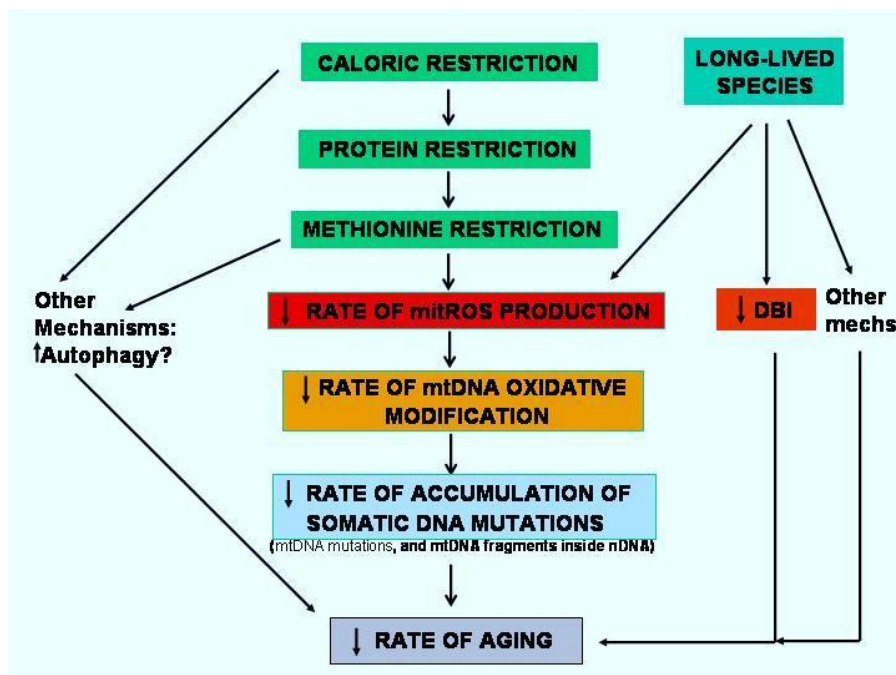 CALORIC RESTRICTION
LONG-LIVED
SPECIES
PROTEIN RESTRICTION
METHIONINE RESTRICTION
Other
Mechanisms:
↑Autophagy?
↓ RATE OF mitROS PRODUCTION
↓ DBI
Other
mechs
↓ RATE OF mtDNA OXIDATIVE
MODIFICATION
↓ RATE OF ACCUMULATION OF
SOMATIC DNA MUTATIONS
(mtDNA mutations, and mtDNA fragments inside nDNA)
↓ RATE OF AGING